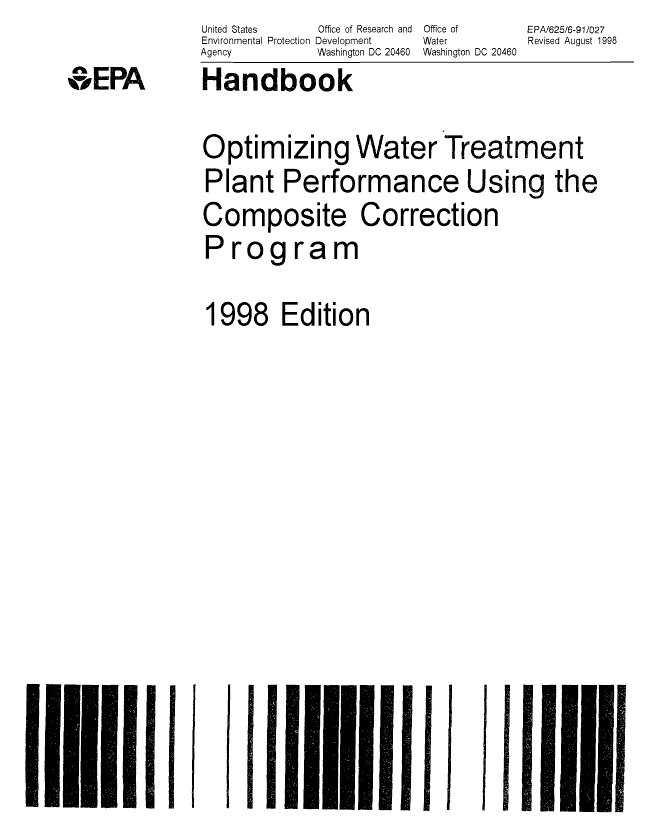 United States
Environmental Protection
Agency
Office of Research and
Development
Washington DC 20460
Office of
Water
Washington DC 20460
EPA/625/6-91/027
Revised August 1998
EPA
Handbook
Optimizing Water Treatment
Plant Performance Using the
Composite Correction
Program
1998 Edition